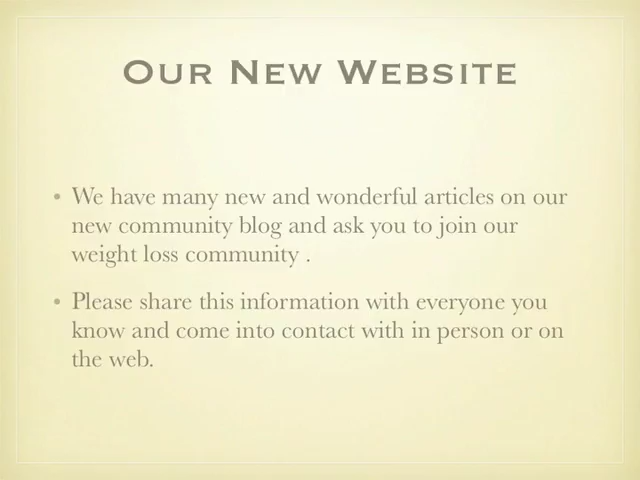 Our New Website
• We have many new and wonderful articles on our
new community blog and ask you to join our
weight loss community .
• Please share this information with everyone you
know and come into contact with in person or on
the web.